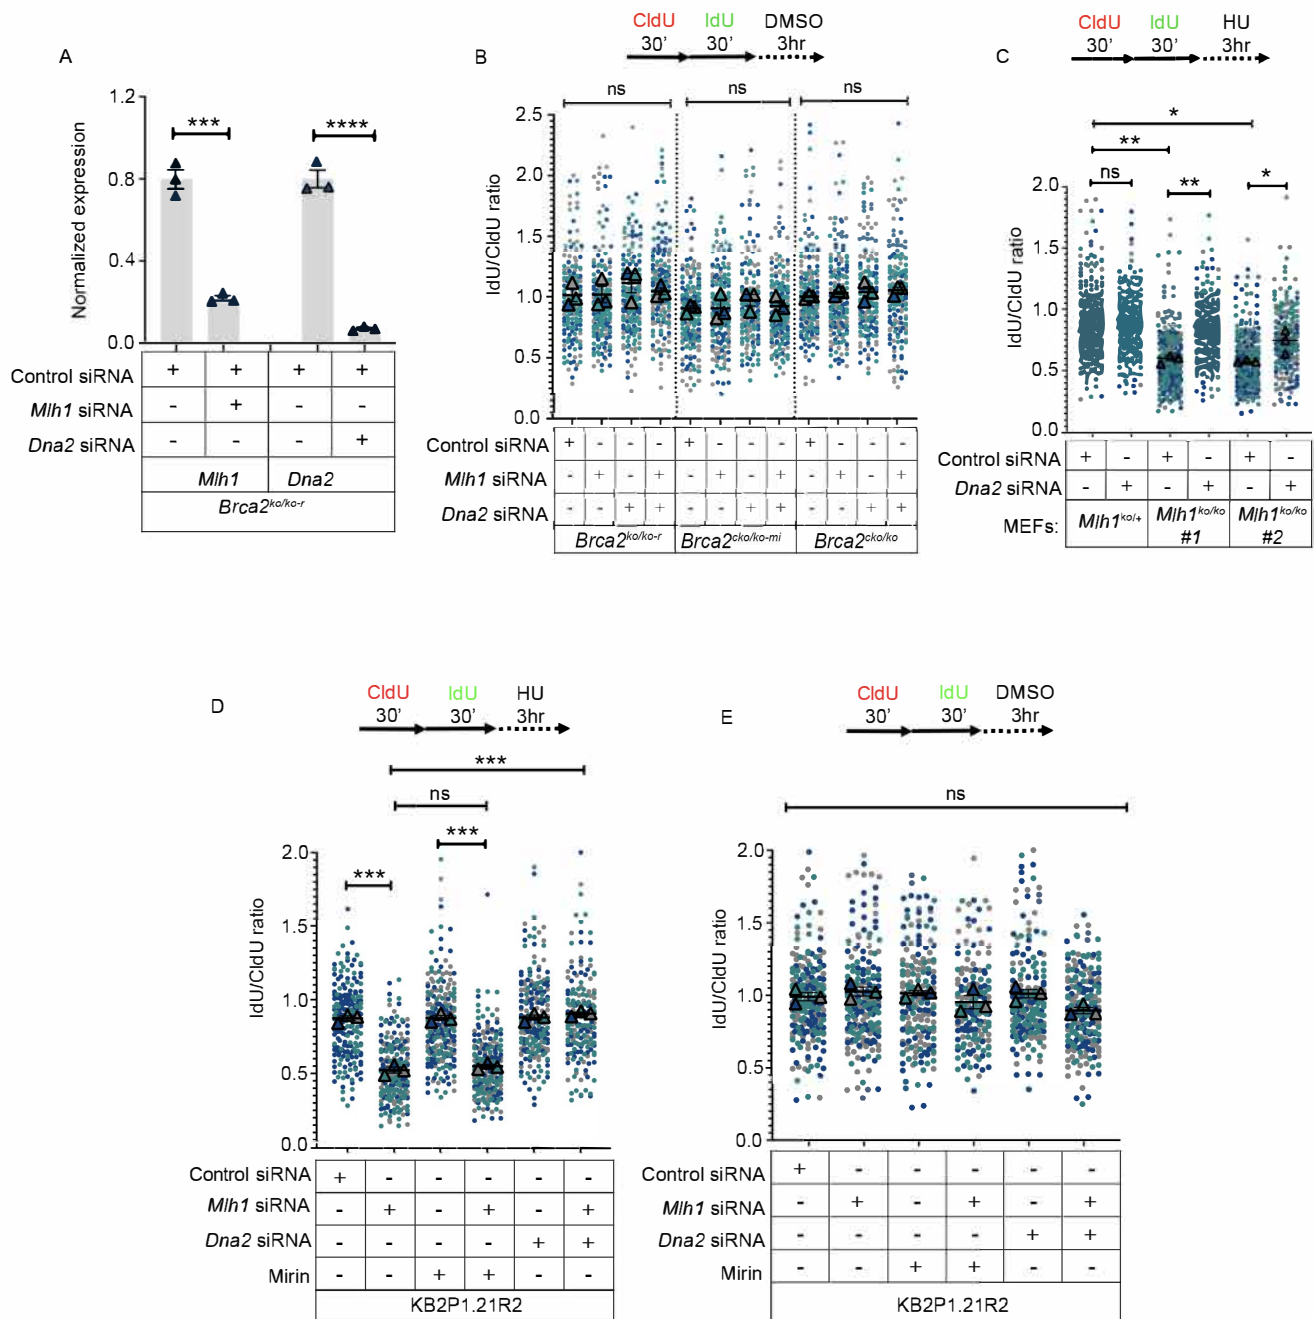 A
***
****
1.2
0.8
0.4
0.0
Normalized expression
Control siRNA + + + +
Mlh1 siRNA - + - -
Dna2 siRNA - - - +
Mlh1 Dna2
Brca2ko/ko-r
B
CldU IdU DMSO
30' 30' 3hr
ns ns ns
2.5
2.0
1.5
1.0
0.5
0.0
IdU/CldU ratio
Control siRNA + - - - + - - - + - - -
Mlh1 siRNA - + - + - + - + - + - +
Dna2 siRNA - - + + - - + + - - + +
Brca2ko/ko-r Brca2cko/ko-mi Brca2cko/ko
C
CldU IdU HU
30' 30' 3hr
*
**
ns ** *
2.0
1.5
1.0
0.5
0.0
IdU/CldU ratio
Control siRNA + - + - + -
Dna2 siRNA - + - + - +
MEFs: Mlh1ko/+ Mlh1ko/ko #1 Mlh1ko/ko #2
D
CldU IdU HU
30' 30' 3hr
***
ns
***
***
2.0
1.5
1.0
0.5
0.0
IdU/CldU ratio
Control siRNA + - - - - -
Mlh1 siRNA - + - + - +
Dna2 siRNA - - - - + +
Mirin - - + + - -
KB2P1.21R2
E
CldU IdU DMSO
30' 30' 3hr
ns
2.0
1.5
1.0
0.5
0.0
IdU/CldU ratio
Control siRNA + - - - - -
Mlh1 siRNA - + - + - +
Dna2 siRNA - - - - + +
Mirin - - + + - -
KB2P1.21R2